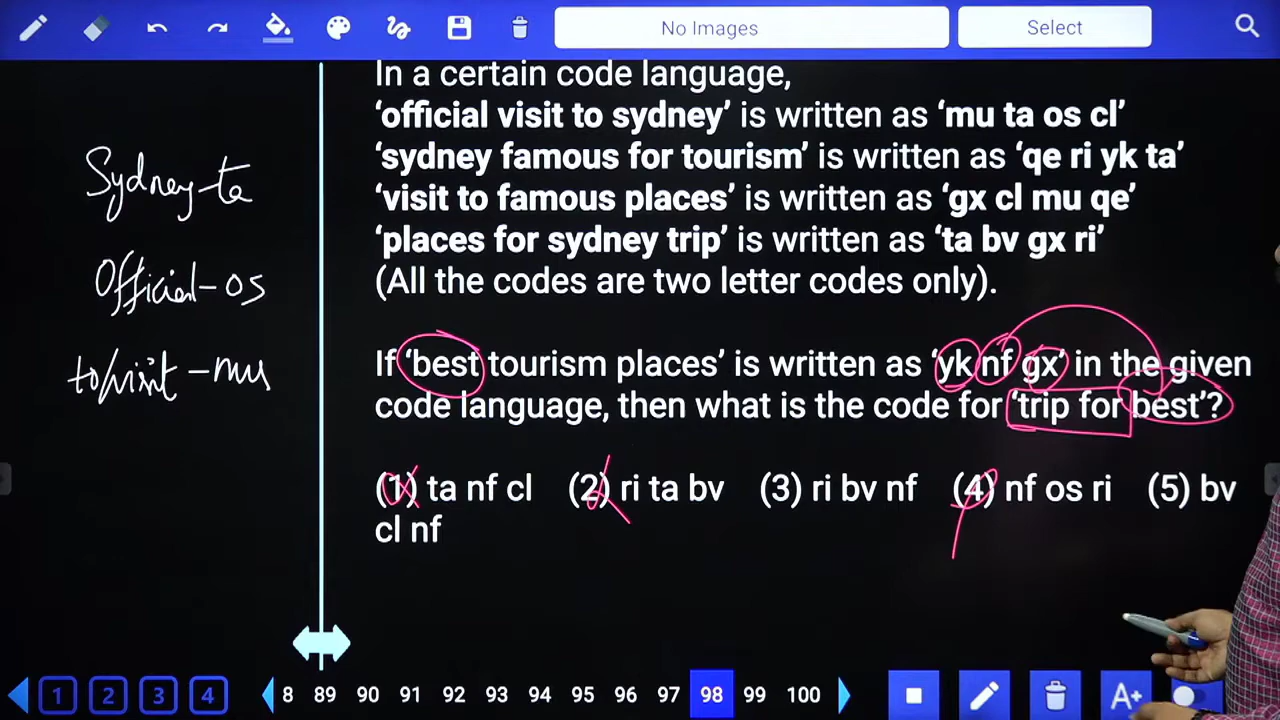 No Images
Select
In a certain code language,
‘official visit to sydney’ is written as ‘mu ta os cl’
‘sydney famous for tourism’ is written as ‘qe ri yk ta’
‘visit to famous places’ is written as ‘gx cl mu qe’
‘places for sydney trip’ is written as ‘ta bv gx ri’
(All the codes are two letter codes only).
If ‘best tourism places’ is written as ‘yk nf gx’ in the given
code language, then what is the code for ‘trip for best’?
(1) ta nf cl (2) ri ta bv (3) ri bv nf (4) nf os ri (5) bv
cl nf
Sydney-ta
Official-os
to/visit-mu
1 2 3 4 8 89 90 91 92 93 94 95 96 97 98 99 100 A+